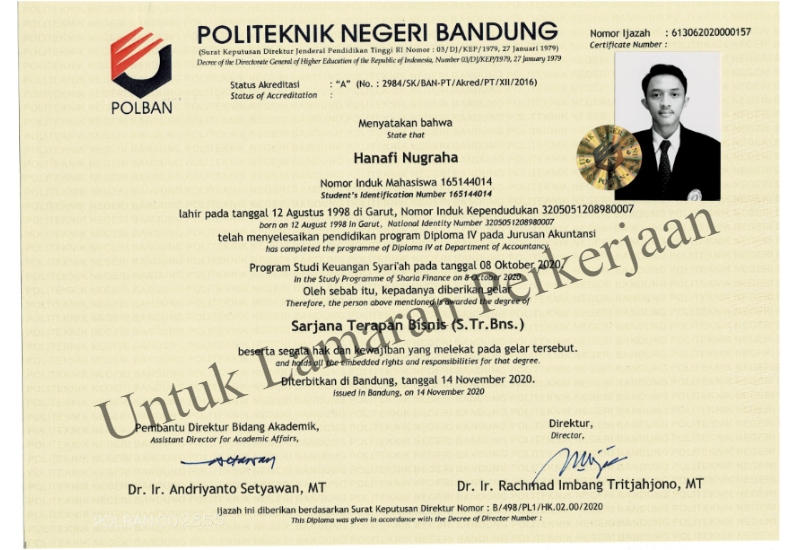 POLBAN
POLITEKNIK NEGERI BANDUNG
(Surat Keputusan Direktur Jenderal Pendidikan Tinggi RI Nomor : 03/DJ/KEP/1979, 27 Januari 1979)
Decree of the Directorate General of Higher Education of the Republic of Indonesia, Number 03/DJ/KEP/1979, 27 January 1979)
Nomor Ijazah : 613062020000157
Certificate Number :
Status Akreditasi : "A" (No. : 2984/SK/BAN-PT/Akred/PT/XII/2016)
Status of Accreditation :
Menyatakan bahwa
State that
Hanafi Nugraha
Nomor Induk Mahasiswa 165144014
Student's Identification Number 165144014
lahir pada tanggal 12 Agustus 1998 di Garut, Nomor Induk Kependudukan 3205051208980007
born on 12 August 1998 in Garut, National Identity Number 3205051208980007
telah menyelesaikan pendidikan program Diploma IV pada Jurusan Akuntansi
has completed the programme of Diploma IV at Department of Accountancy
Program Studi Keuangan Syari'ah pada tanggal 08 Oktober 2020
in the Study Programme of Sharia Finance on 8 October 2020
Oleh sebab itu, kepadanya diberikan gelar
Therefore, the person above mentioned is awarded the degree of
Sarjana Terapan Bisnis (S.Tr.Bns.)
beserta segala hak dan kewajiban yang melekat pada gelar tersebut.
and holds all the embedded rights and responsibilities for that degree.
Diterbitkan di Bandung, tanggal 14 November 2020.
issued in Bandung, on 14 November 2020
Untuk Lamaran Perkerjaan
Pembantu Direktur Bidang Akademik,
Assistant Director for Academic Affairs,
Dr. Ir. Andriyanto Setyawan, MT
Direktur,
Director,
Dr. Ir. Rachmad Imbang Tritjahjono, MT
Ijazah ini diberikan berdasarkan Surat Keputusan Direktur Nomor : B/498/PL1/HK.02.00/2020
This Diploma was given in accordance with the Decree of Director Number :